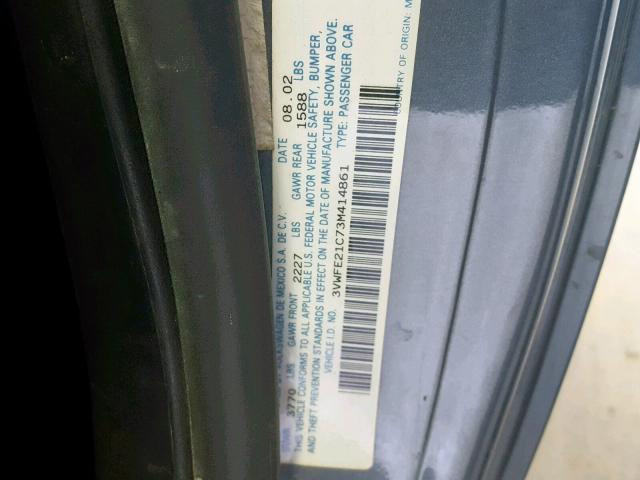 VOLKSWAGEN DE MEXICO S.A. DE C.V. DATE 08.02
GVWR 3770 LBS GAWR FRONT 2227 LBS GAWR REAR 1588 LBS
THIS VEHICLE CONFORMS TO ALL APPLICABLE U.S. FEDERAL MOTOR VEHICLE SAFETY, BUMPER,
AND THEFT PREVENTION STANDARDS IN EFFECT ON THE DATE OF MANUFACTURE SHOWN ABOVE.
VEHICLE I.D. NO. 3VWFE21C73M414861 TYPE: PASSENGER CAR
COUNTRY OF ORIGIN: M